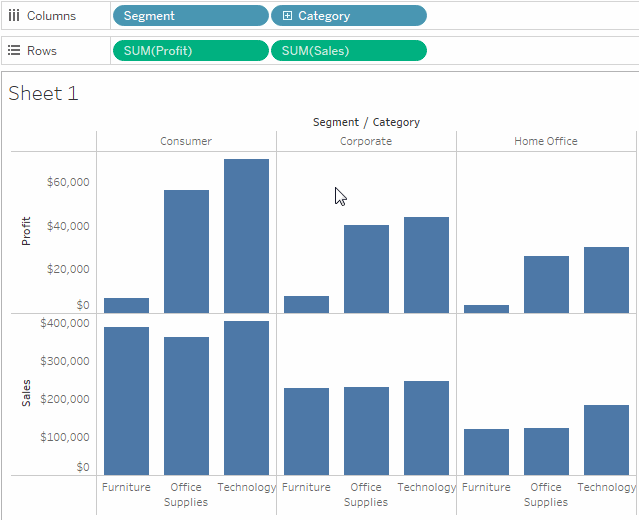 Columns
Segment
Category
Rows
SUM(Profit)
SUM(Sales)
Sheet 1
Segment / Category
Consumer
Corporate
Home Office
Profit
$60,000
$40,000
$20,000
$0
Sales
$400,000
$300,000
$200,000
$100,000
$0
Furniture
Office
Supplies
Technology
Furniture
Office
Supplies
Technology
Furniture
Office
Supplies
Technology